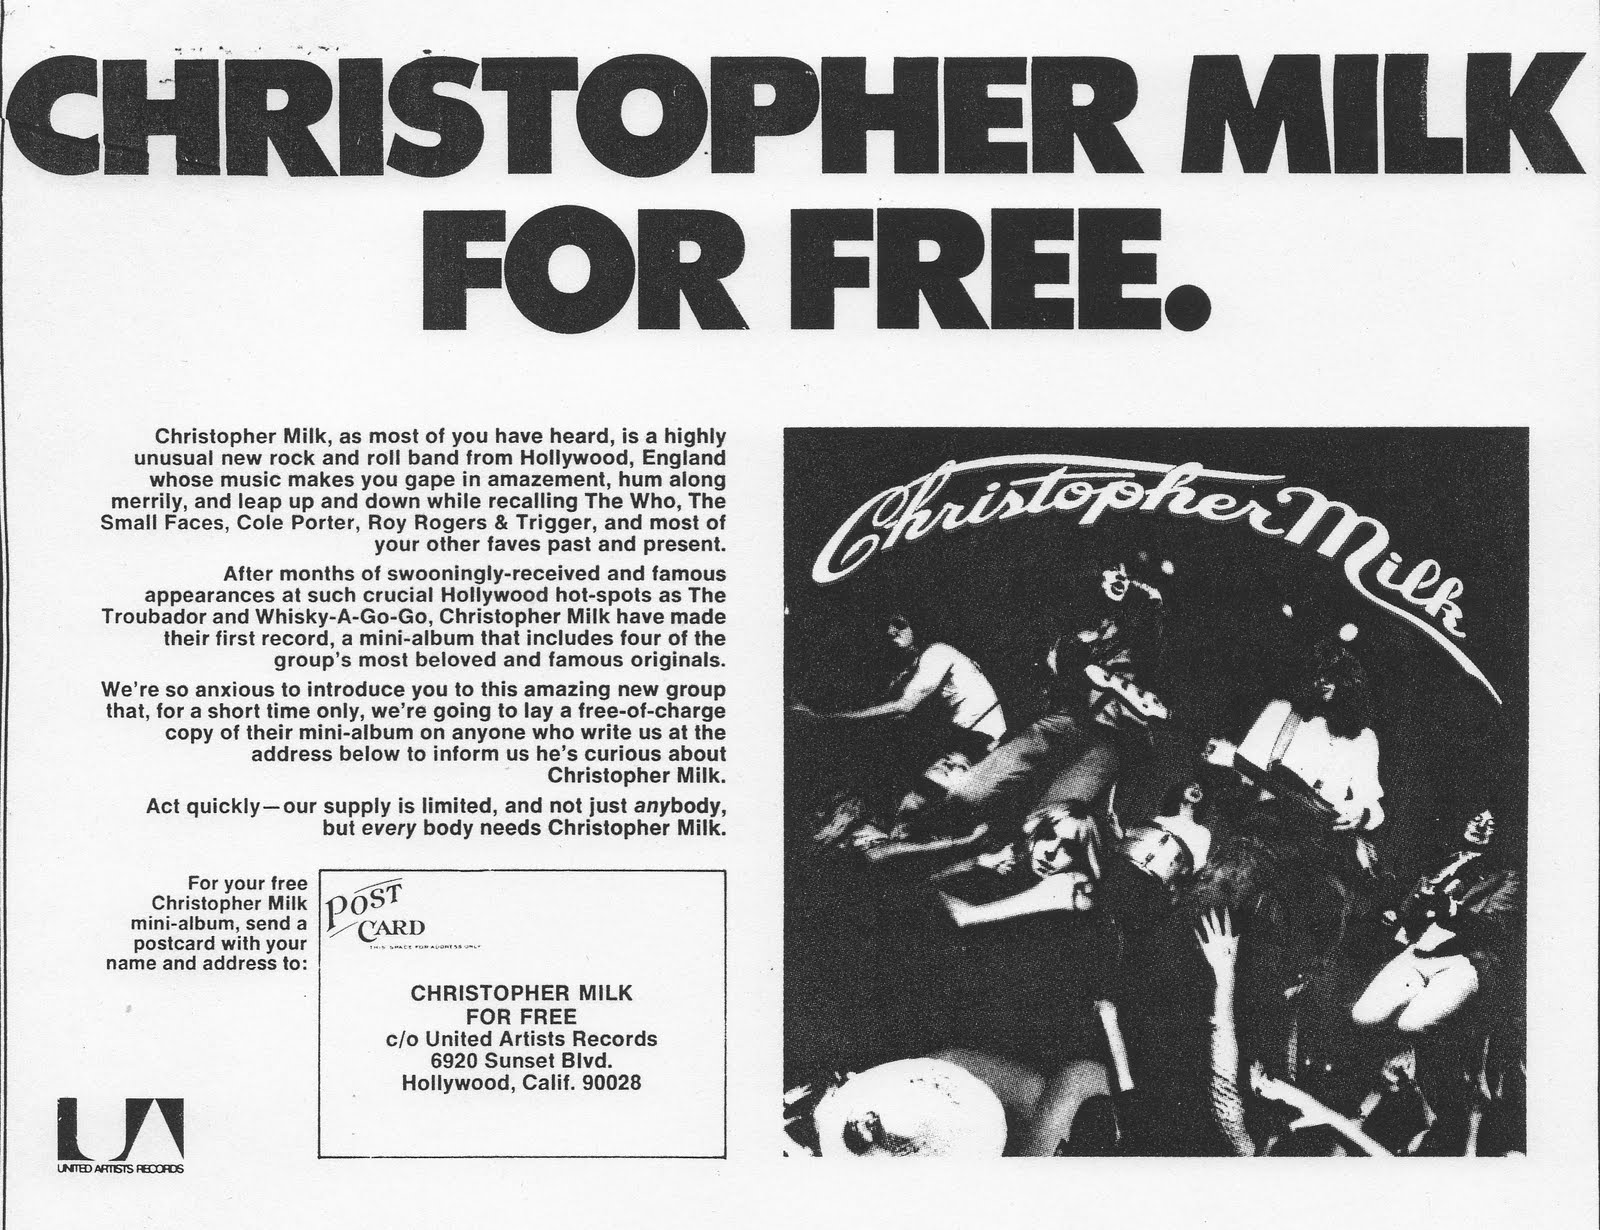 CHRISTOPHER MILK
FOR FREE.
Christopher Milk, as most of you have heard, is a highly
unusual new rock and roll band from Hollywood, England
whose music makes you gape in amazement, hum along
merrily, and leap up and down while recalling The Who, The
Small Faces, Cole Porter, Roy Rogers & Trigger, and most of
your other faves past and present.
After months of swooningly-received and famous
appearances at such crucial Hollywood hot-spots as The
Troubador and Whisky-A-Go-Go, Christopher Milk have made
their first record, a mini-album that includes four of the
group's most beloved and famous originals.
We're so anxious to introduce you to this amazing new group
that, for a short time only, we're going to lay a free-of-charge
copy of their mini-album on anyone who write us at the
address below to inform us he's curious about
Christopher Milk.
Act quickly—our supply is limited, and not just anybody,
but every body needs Christopher Milk.
For your free
Christopher Milk
mini-album, send a
postcard with your
name and address to:
POST
CARD
THIS SPACE FOR ADDRESS ONLY
CHRISTOPHER MILK
FOR FREE
c/o United Artists Records
6920 Sunset Blvd.
Hollywood, Calif. 90028
UA
UNITED ARTISTS RECORDS
Christopher Milk